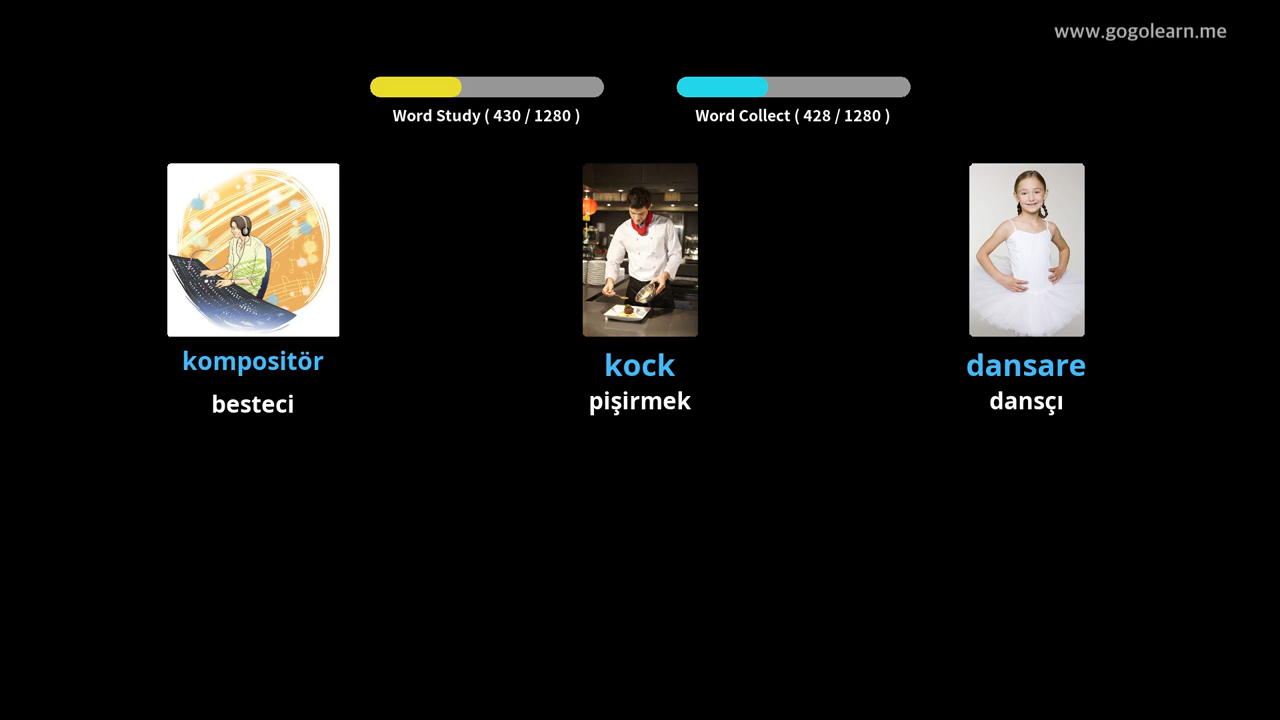 www.gogolearn.me
Word Study ( 430 / 1280 )
Word Collect ( 428 / 1280 )
kompositör
besteci
kock
pişirmek
dansare
dansçı